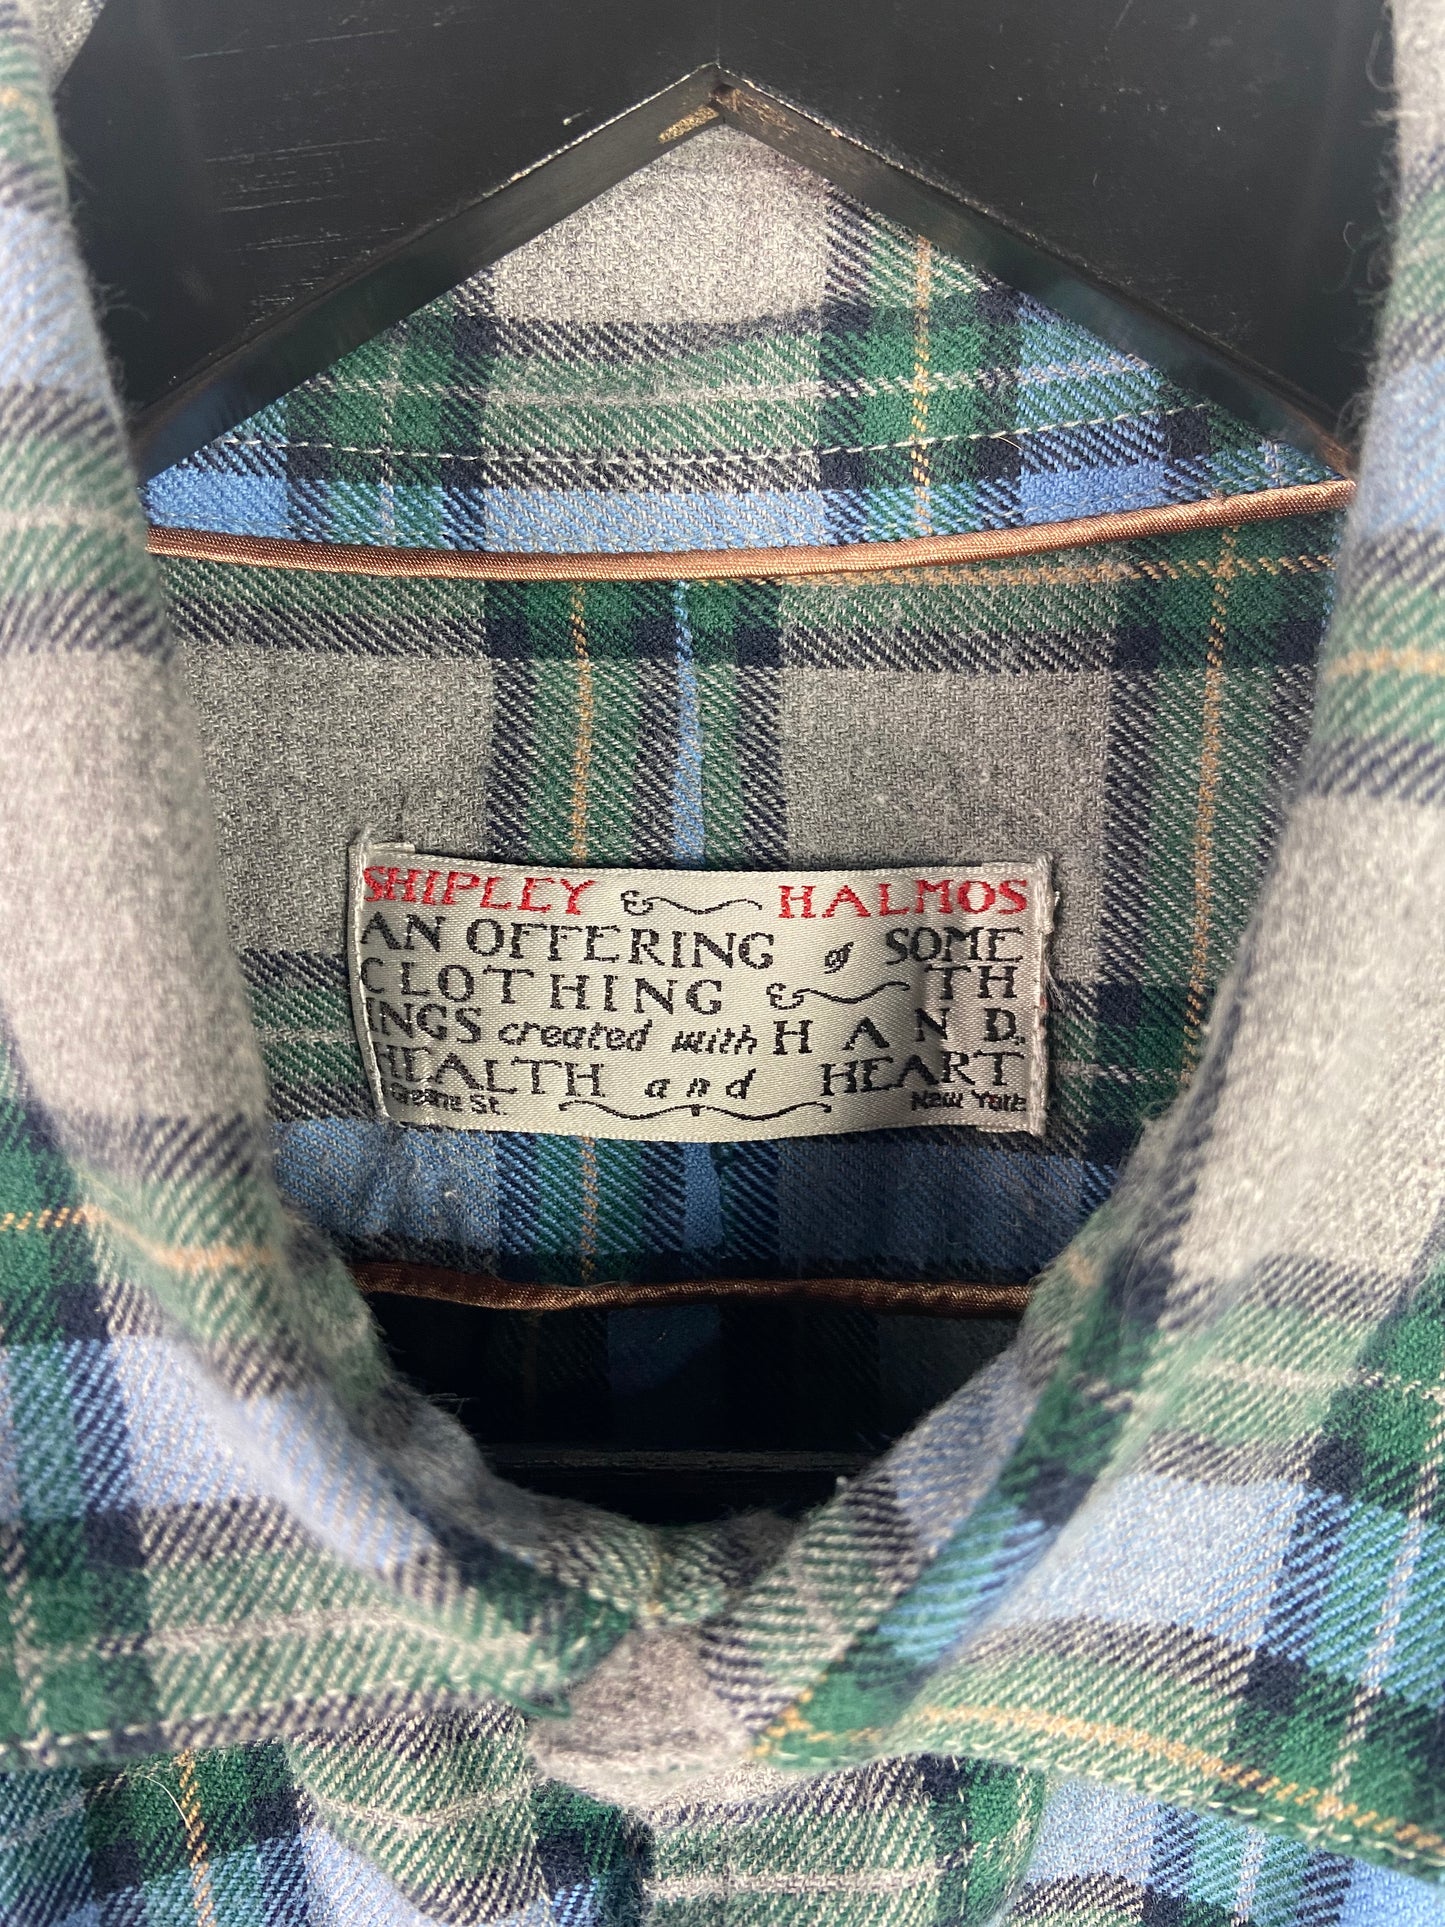 SHIPLEY & HALMOS
AN OFFERING of SOME
CLOTHING & TH
INGS created with HAND,
HEALTH and HEART
Greene St. New York